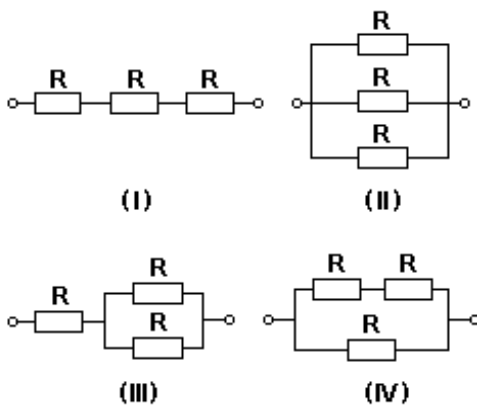 R
R R R R
R
(I) (II)
R R R
R
R R
(III) (IV)